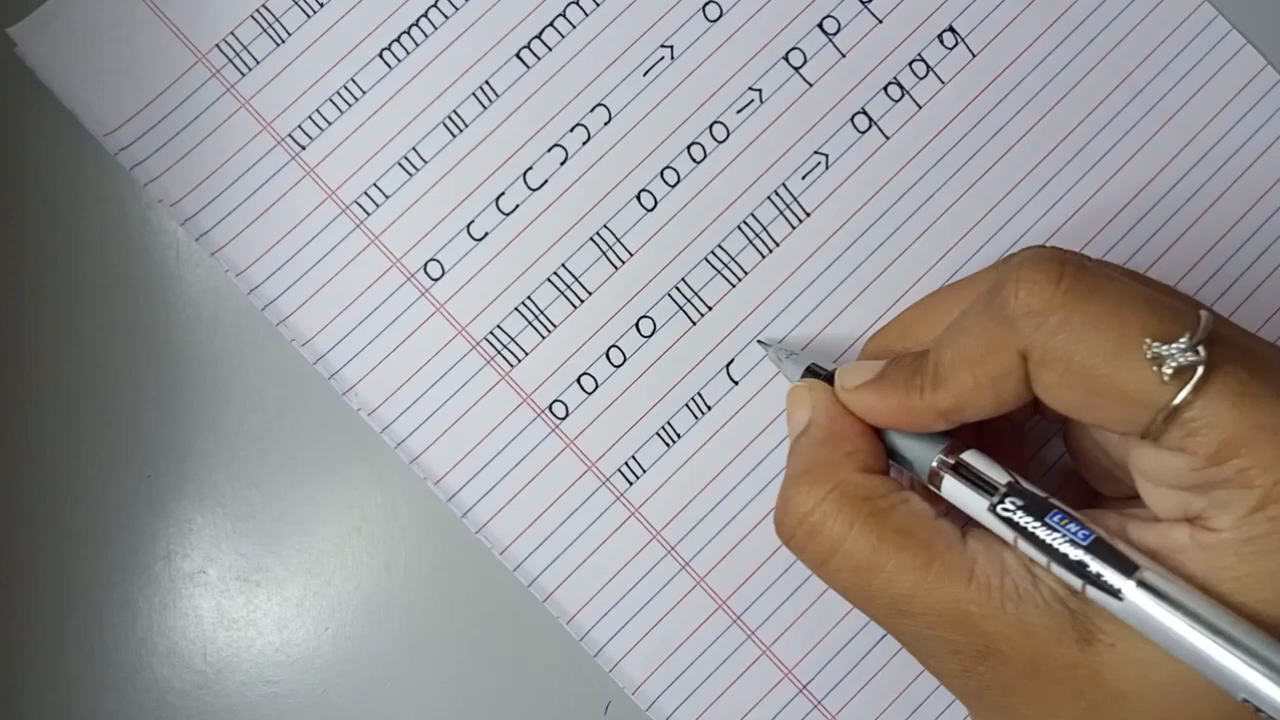 ||| ||| |||
||||| mmmm
||| ||| ||| ||| mmmm
o c c c ɔ ɔ ɔ → o
||| ||| ||| ||| o o o o → p p p
o o o o ||| ||| ||| ||| → q q q q
||| ||| ||| r
LINC
Executive